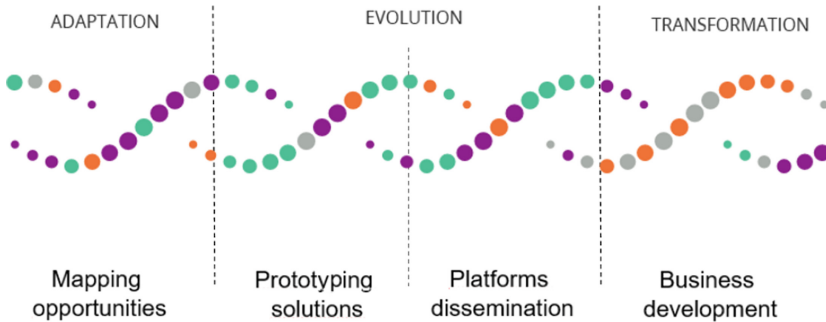 ADAPTATION
EVOLUTION
TRANSFORMATION
Mapping
opportunities
Prototyping
solutions
Platforms
dissemination
Business
development